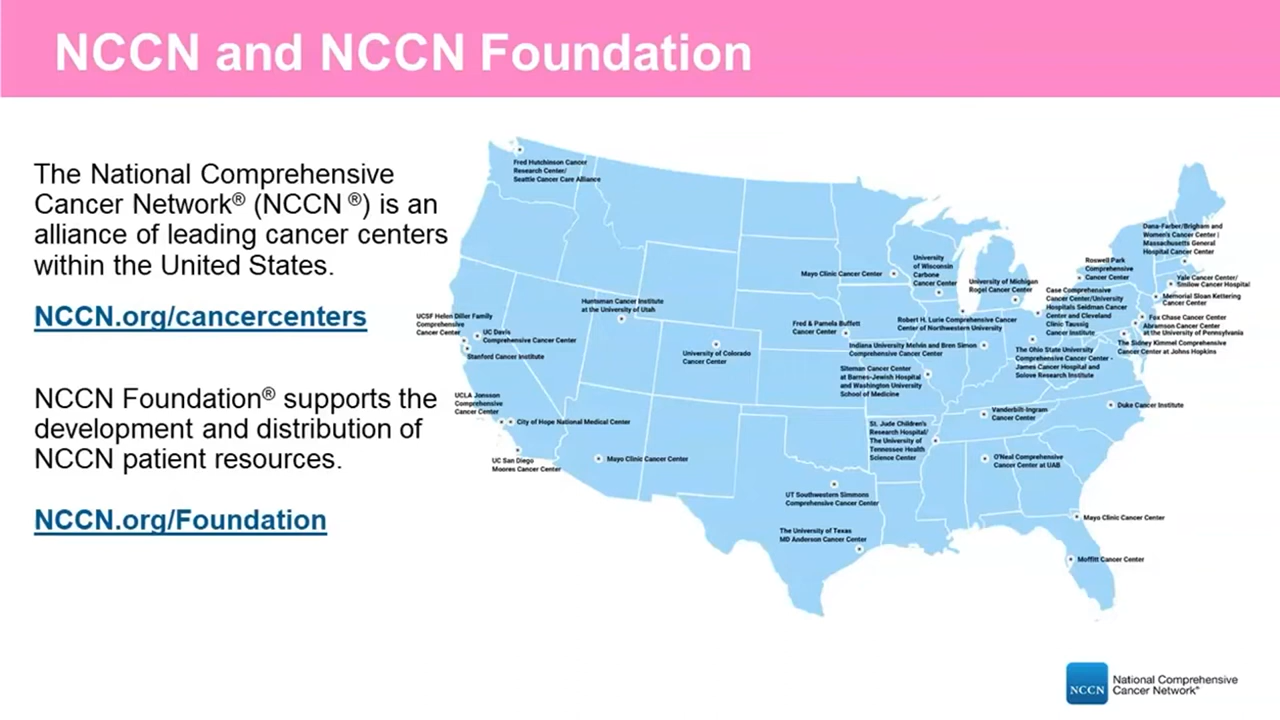 NCCN and NCCN Foundation
The National Comprehensive
Cancer Network® (NCCN ®) is an
alliance of leading cancer centers
within the United States.
NCCN.org/cancercenters
NCCN Foundation® supports the
development and distribution of
NCCN patient resources.
NCCN.org/Foundation
Fred Hutchinson Cancer
Research Center/
Seattle Cancer Care Alliance
UCSF Helen Diller Family
Comprehensive
Cancer Center
UC Davis
Comprehensive Cancer Center
Stanford Cancer Institute
Huntsman Cancer Institute
at the University of Utah
University of Colorado
Cancer Center
UCLA Jonsson
Comprehensive
Cancer Center
City of Hope National Medical Center
UC San Diego
Moores Cancer Center
Mayo Clinic Cancer Center
Mayo Clinic Cancer Center
University
of Wisconsin
Carbone
Cancer Center
University of Michigan
Rogel Cancer Center
Fred & Pamela Buffett
Cancer Center
Robert H. Lurie Comprehensive Cancer
Center of Northwestern University
Indiana University Melvin and Bren Simon
Comprehensive Cancer Center
Siteman Cancer Center
at Barnes-Jewish Hospital
and Washington University
School of Medicine
St. Jude Children's
Research Hospital/
The University of
Tennessee Health
Science Center
UT Southwestern Simmons
Comprehensive Cancer Center
The University of Texas
MD Anderson Cancer Center
Dana-Farber/Brigham and
Women's Cancer Center |
Massachusetts General
Hospital Cancer Center
Roswell Park
Comprehensive
Cancer Center
Yale Cancer Center/
Smilow Cancer Hospital
Case Comprehensive
Cancer Center/University
Hospitals Seidman Cancer
Center and Cleveland
Clinic Taussig
Cancer Institute
Memorial Sloan Kettering
Cancer Center
Fox Chase Cancer Center
Abramson Cancer Center
at the University of Pennsylvania
The Sidney Kimmel Comprehensive
Cancer Center at Johns Hopkins
The Ohio State University
Comprehensive Cancer Center -
James Cancer Hospital and
Solove Research Institute
Vanderbilt-Ingram
Cancer Center
Duke Cancer Institute
O'Neal Comprehensive
Cancer Center at UAB
Mayo Clinic Cancer Center
Moffitt Cancer Center
NCCN
National Comprehensive
Cancer Network®